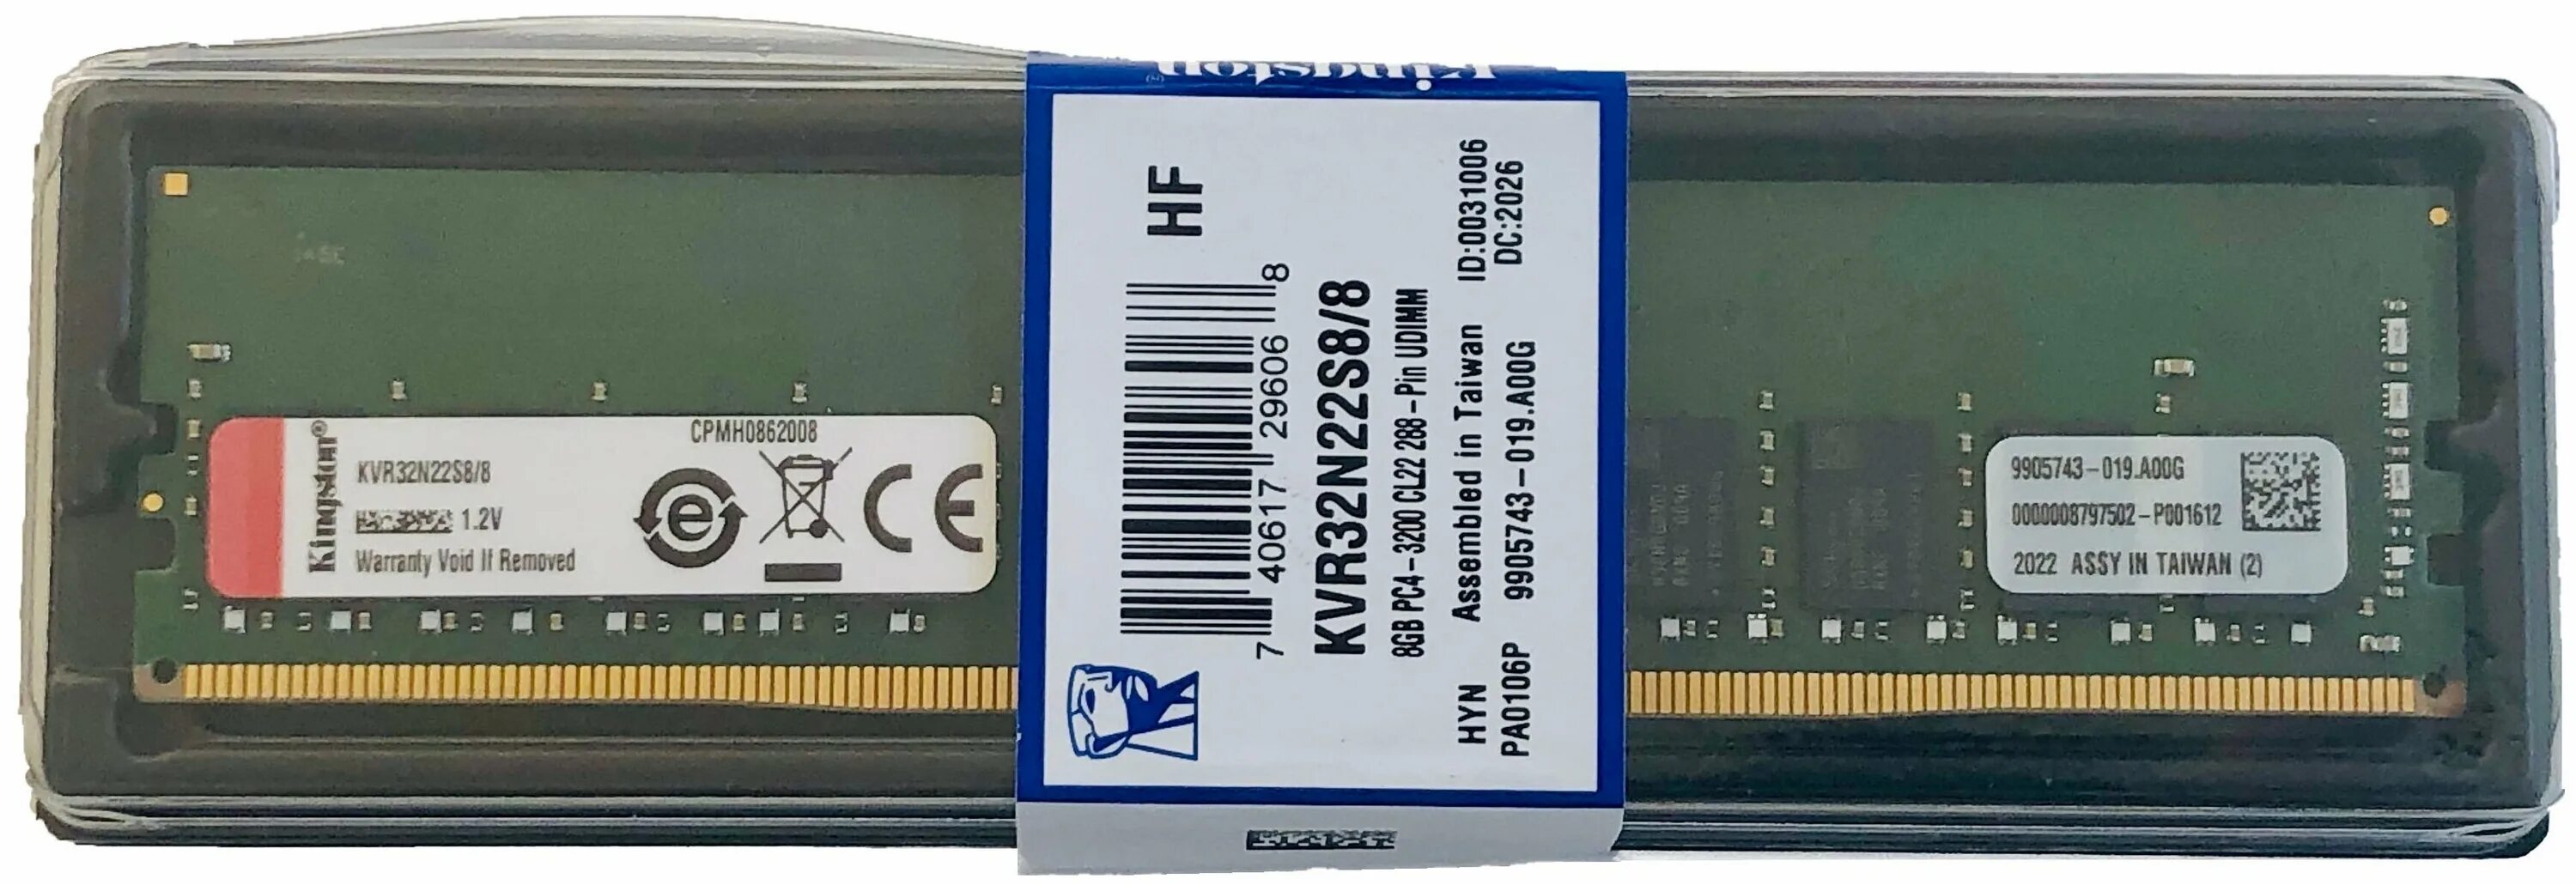 Kingston
HF
7 40617 29606 8
KVR32N22S8/8
8GB PC4-3200 CL22 288-Pin UDIMM
HYN Assembled in Taiwan ID:0031006
PA0106P 9905743-019.A00G DC:2026
Kingston®
CPMH0862008
KVR32N22S8/8
1.2V
Warranty Void If Removed
e
CE
9905743-019.A00G
0000008797502-P001612
2022 ASSY IN TAIWAN (2)